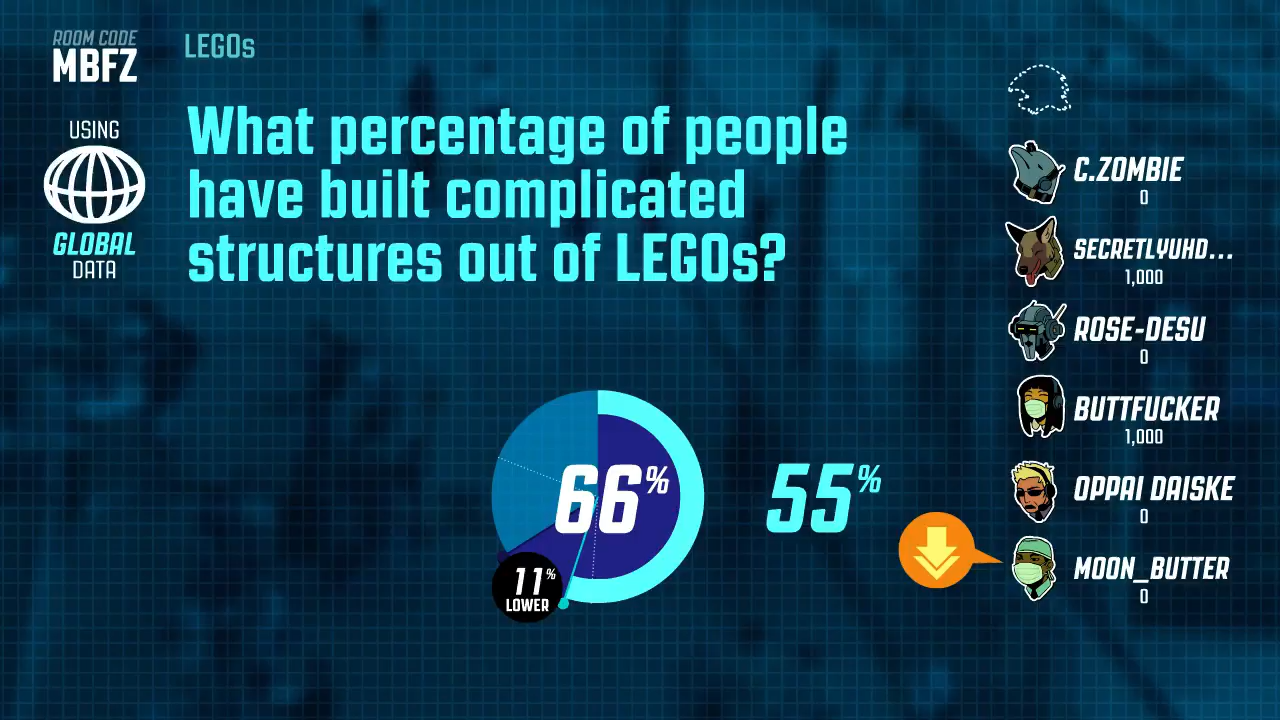 ROOM CODE
MBFZ
LEGOs
USING
GLOBAL
DATA
What percentage of people
have built complicated
structures out of LEGOs?
66%
55%
11%
LOWER
C.ZOMBIE
0
SECRETLYUHD...
1,000
ROSE-DESU
0
BUTTFUCKER
1,000
OPPAI DAISKE
0
MOON_BUTTER
0